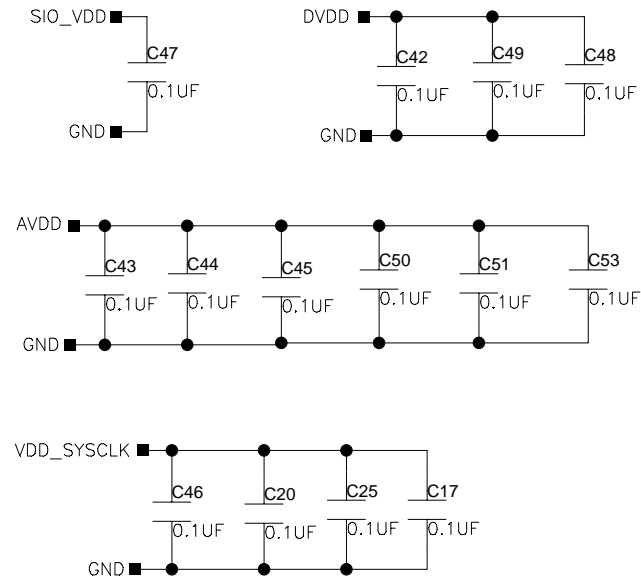 SIO_VDD
C47
0.1UF
GND
DVDD
C42
C49
C48
0.1UF
0.1UF
0.1UF
GND
AVDD
C43
C44
C45
C50
C51
C53
0.1UF
0.1UF
0.1UF
0.1UF
0.1UF
0.1UF
GND
VDD_SYSCLK
C46
C20
C25
C17
0.1UF
0.1UF
0.1UF
0.1UF
GND